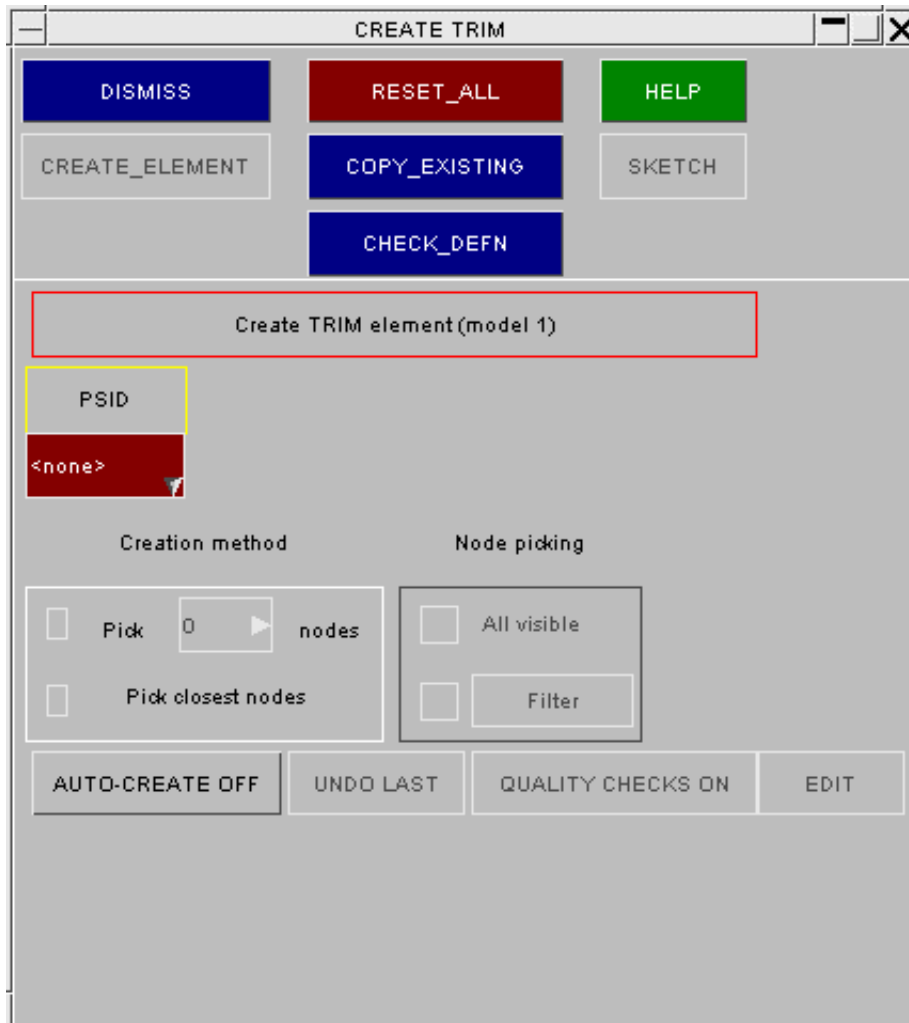 CREATE TRIM
DISMISS RESET_ALL HELP
CREATE_ELEMENT COPY_EXISTING SKETCH
CHECK_DEFN
Create TRIM element (model 1)
PSID
<none>
Creation method Node picking
Pick 0 nodes All visible
Pick closest nodes Filter
AUTO-CREATE OFF UNDO LAST QUALITY CHECKS ON EDIT